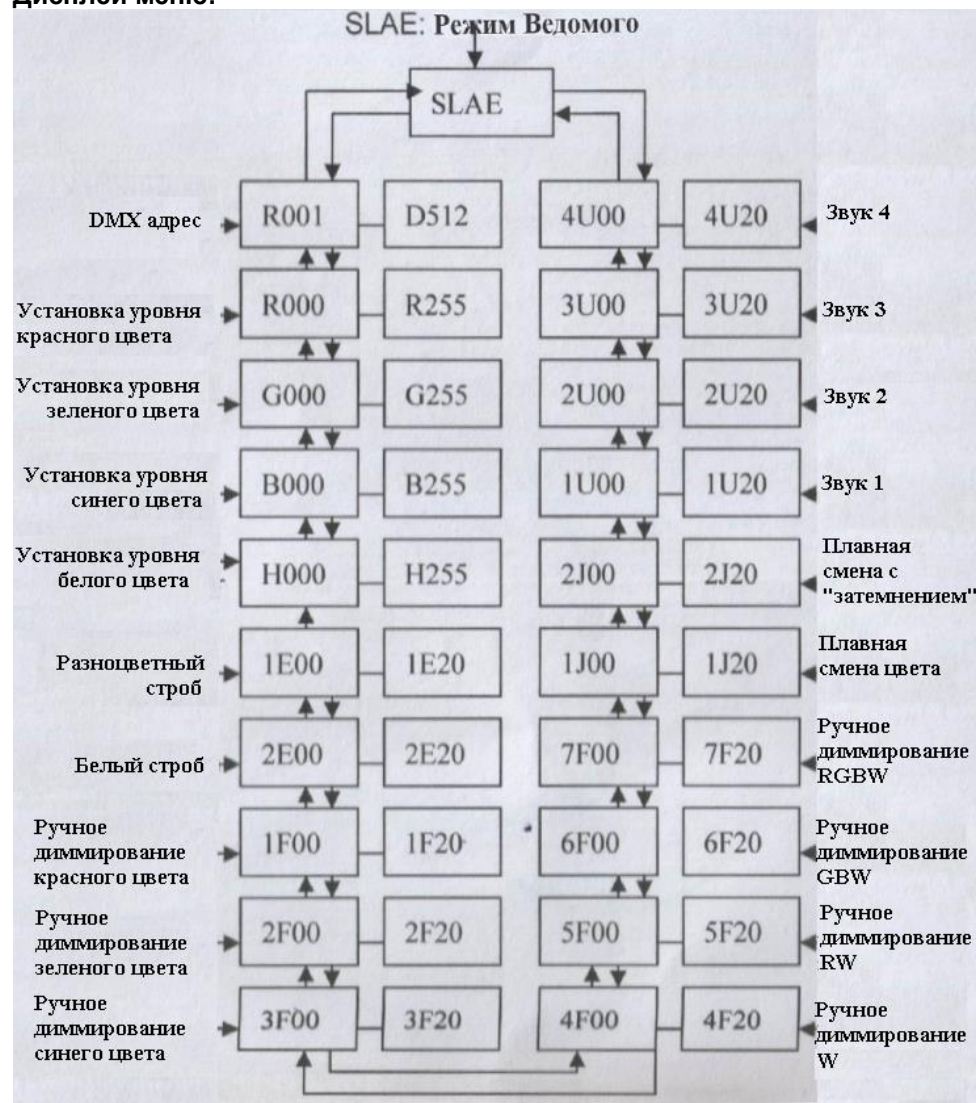 Дисплей меню:
SLAE: Режим Ведомого
SLAE
DMX адрес
R001
D512
4U00
4U20
Звук 4
Установка уровня
красного цвета
R000
R255
3U00
3U20
Звук 3
Установка уровня
зеленого цвета
G000
G255
2U00
2U20
Звук 2
Установка уровня
синего цвета
B000
B255
1U00
1U20
Звук 1
Установка уровня
белого цвета
H000
H255
2J00
2J20
Плавная
смена с
"затемнением"
Разноцветный
строб
1E00
1E20
1J00
1J20
Плавная
смена цвета
Белый строб
2E00
2E20
7F00
7F20
Ручное
диммирование
RGBW
Ручное
диммирование
красного цвета
1F00
1F20
6F00
6F20
Ручное
диммирование
GBW
Ручное
диммирование
зеленого цвета
2F00
2F20
5F00
5F20
Ручное
диммирование
RW
Ручное
диммирование
синего цвета
3F00
3F20
4F00
4F20
Ручное
диммирование
W